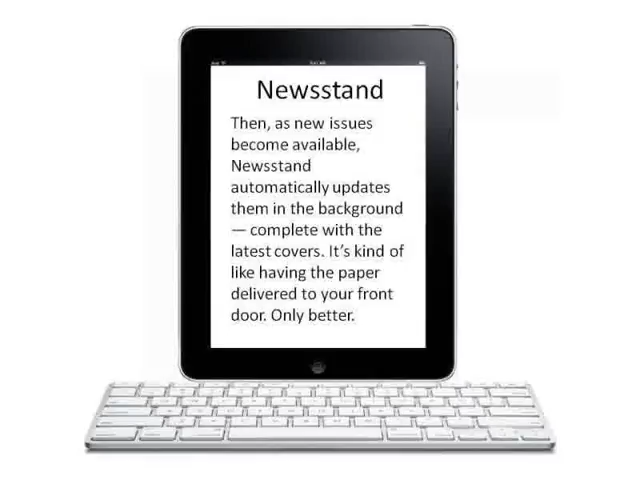 Newsstand
Then, as new issues
become available,
Newsstand
automatically updates
them in the background
— complete with the
latest covers. It's kind of
like having the paper
delivered to your front
door. Only better.